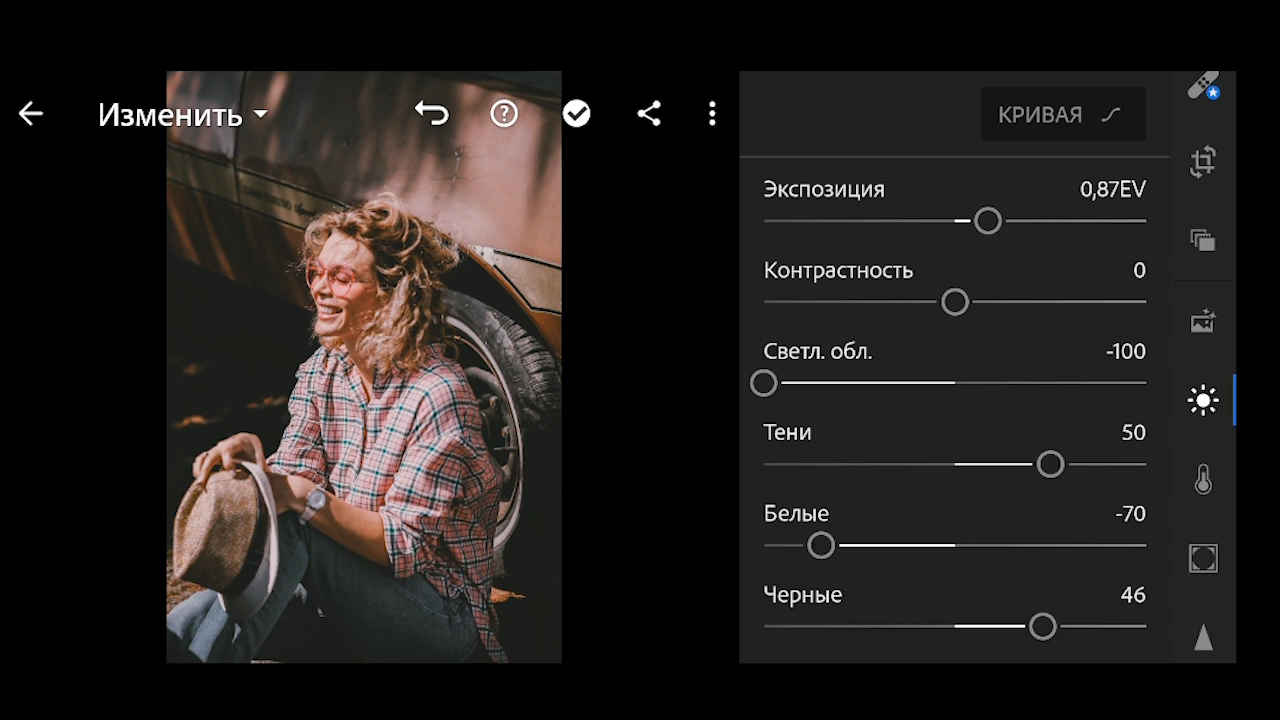 Изменить
КРИВАЯ
Экспозиция 0,87EV
Контрастность 0
Светл. обл. -100
Тени 50
Белые -70
Черные 46